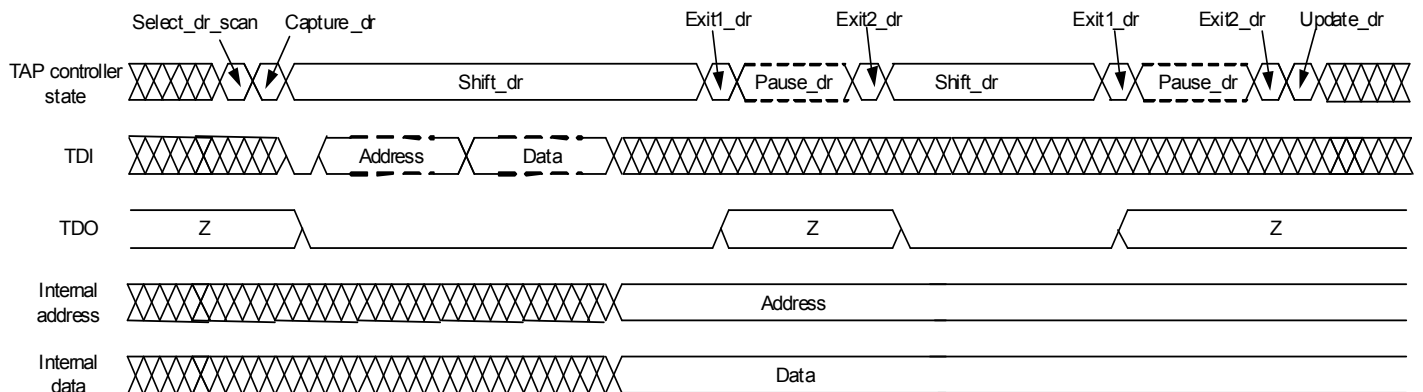 Select_dr_scan Capture_dr Exit1_dr Exit2_dr Exit1_dr Exit2_dr Update_dr
TAP controller
state
Shift_dr Pause_dr Shift_dr Pause_dr
TDI Address Data
TDO Z Z Z
Internal
address
Address
Internal
data
Data